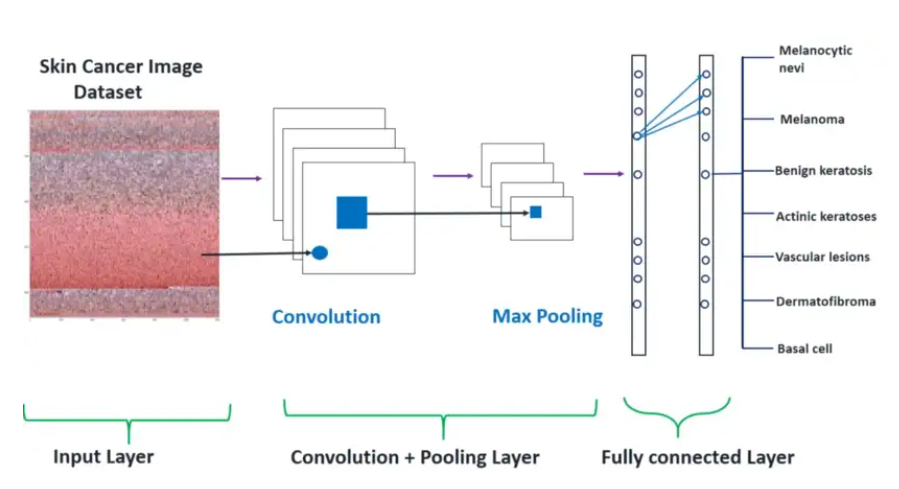 Skin Cancer Image
Dataset
Convolution
Max Pooling
Melanocytic
nevi
Melanoma
Benign keratosis
Actinic keratoses
Vascular lesions
Dermatofibroma
Basal cell
Input Layer
Convolution + Pooling Layer
Fully connected Layer